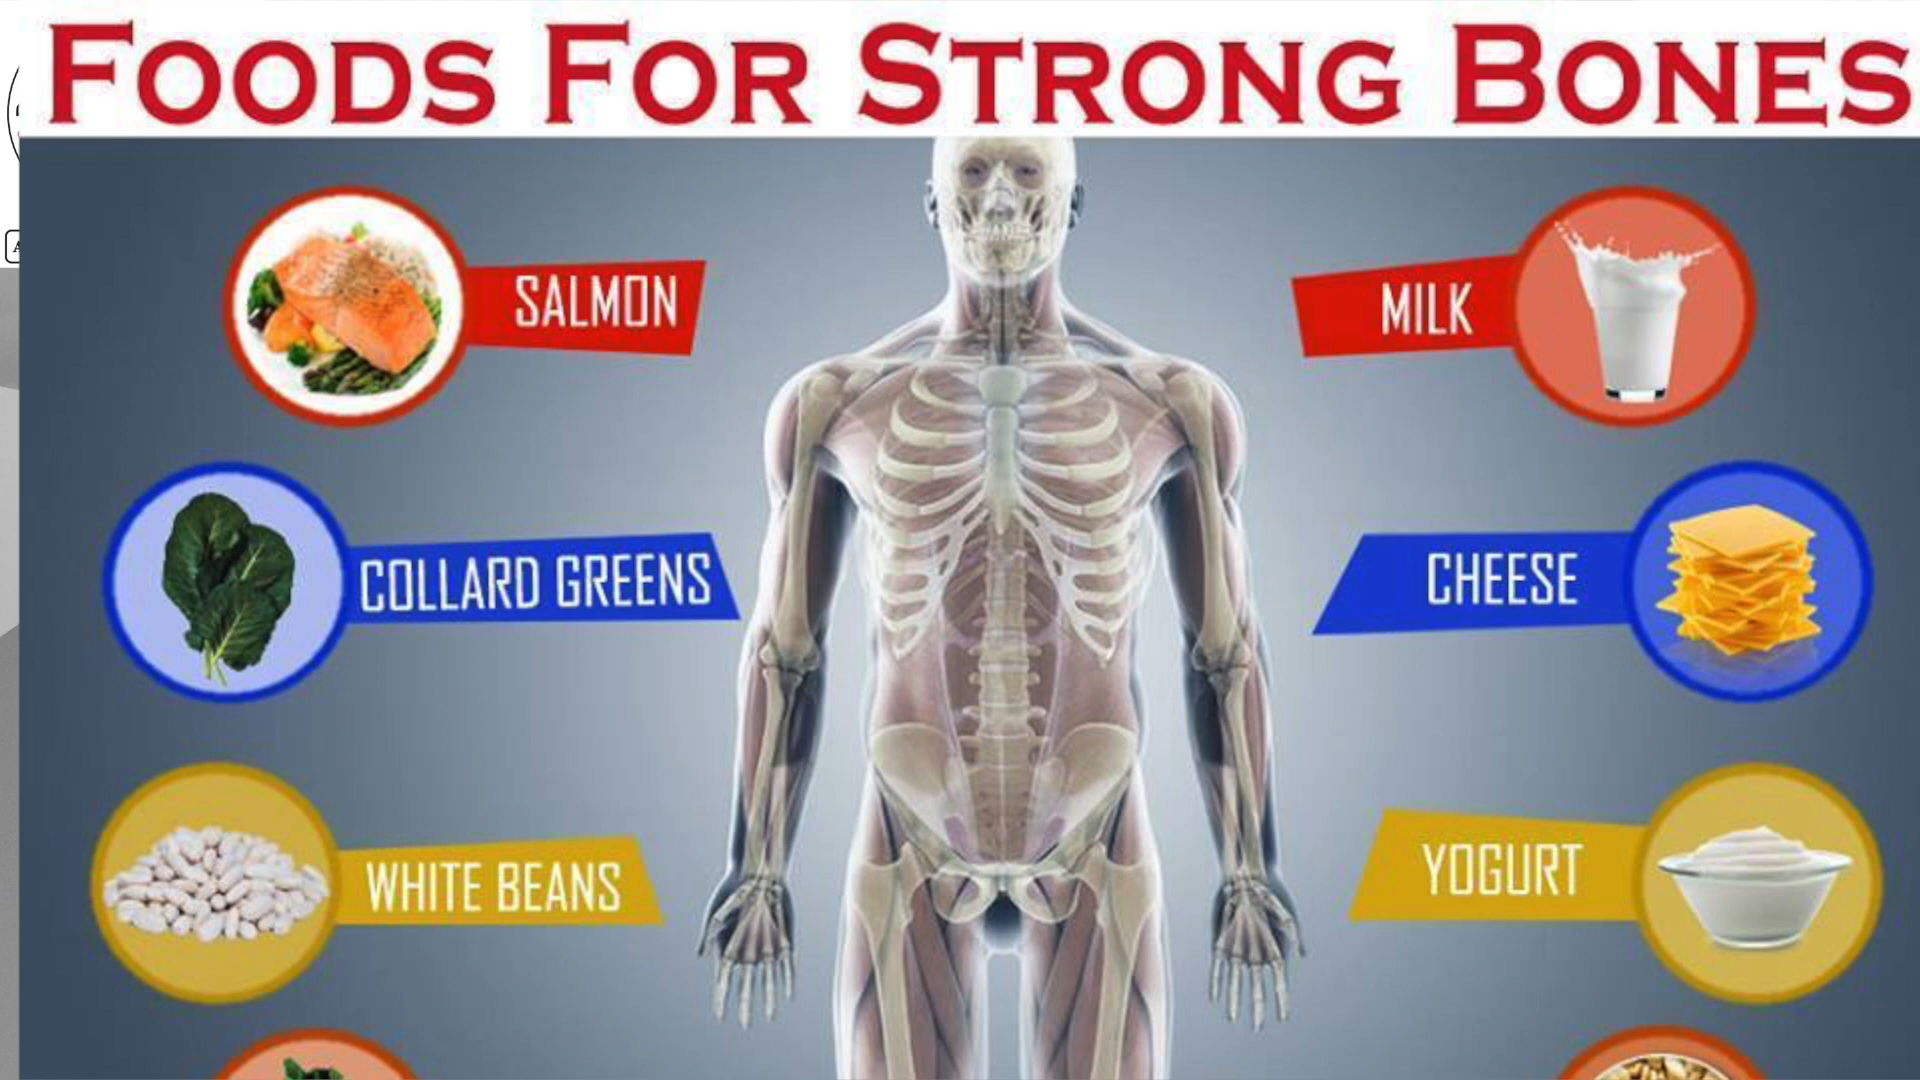 FOODS FOR STRONG BONES
SALMON
MILK
COLLARD GREENS
CHEESE
WHITE BEANS
YOGURT